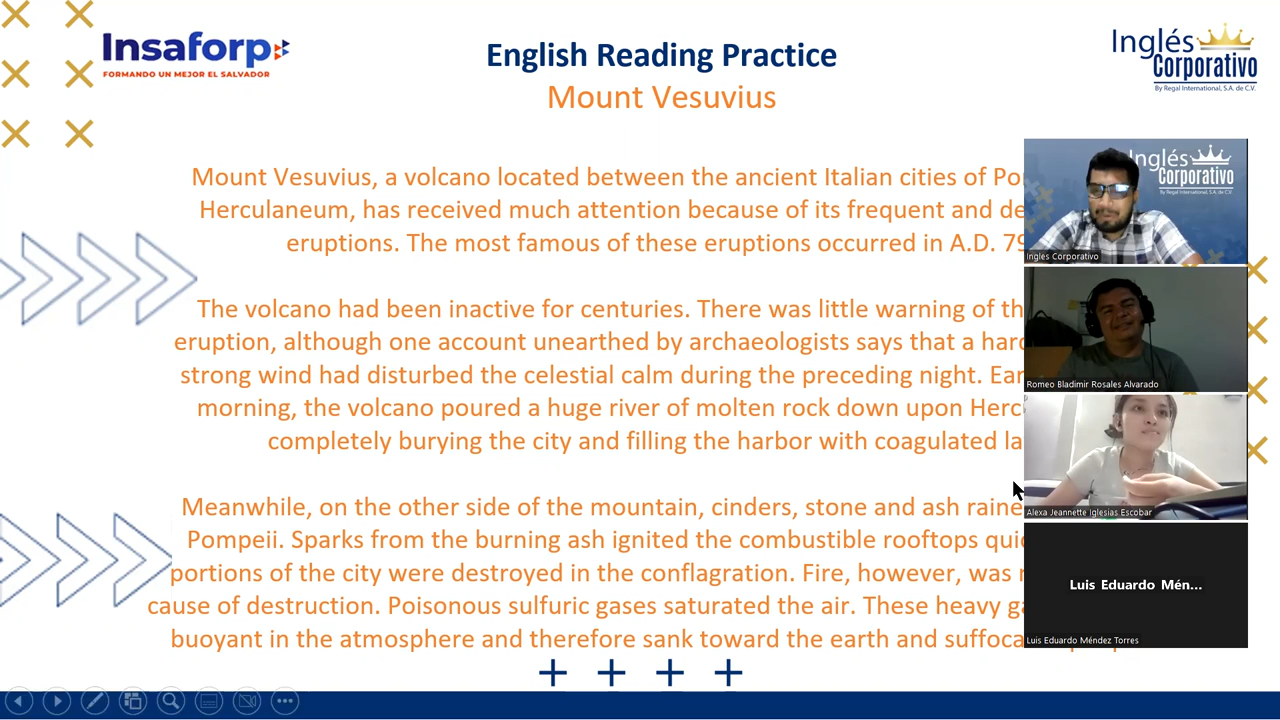 Insaforp
FORMANDO UN MEJOR EL SALVADOR
English Reading Practice
Mount Vesuvius
Inglés
Corporativo
By Regal International, S.A. de C.V.
Mount Vesuvius, a volcano located between the ancient Italian cities of Po
Herculaneum, has received much attention because of its frequent and de
eruptions. The most famous of these eruptions occurred in A.D. 79
The volcano had been inactive for centuries. There was little warning of th
eruption, although one account unearthed by archaeologists says that a hard
strong wind had disturbed the celestial calm during the preceding night. Ear
morning, the volcano poured a huge river of molten rock down upon Herc
completely burying the city and filling the harbor with coagulated la
Meanwhile, on the other side of the mountain, cinders, stone and ash raine
Pompeii. Sparks from the burning ash ignited the combustible rooftops quic
portions of the city were destroyed in the conflagration. Fire, however, was
cause of destruction. Poisonous sulfuric gases saturated the air. These heavy ga
buoyant in the atmosphere and therefore sank toward the earth and suffoca
Inglés
Corporativo
By Regal International, S.A. de C.V.
Inglés Corporativo
Romeo Bladimir Rosales Alvarado
Alexa Jeannette Iglesias Escobar
Luis Eduardo Mén...
Luis Eduardo Méndez Torres